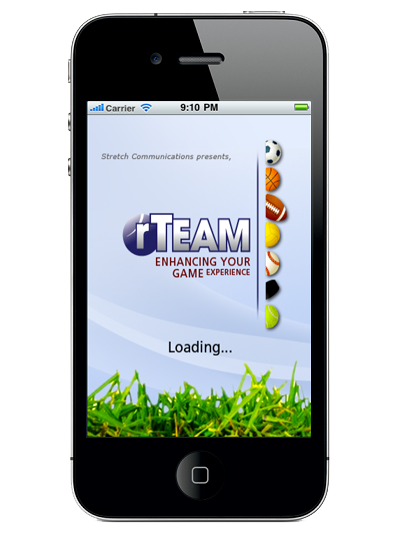 Carrier 9:10 PM
Stretch Communications presents,
rTEAM
ENHANCING YOUR
GAME EXPERIENCE
Loading...